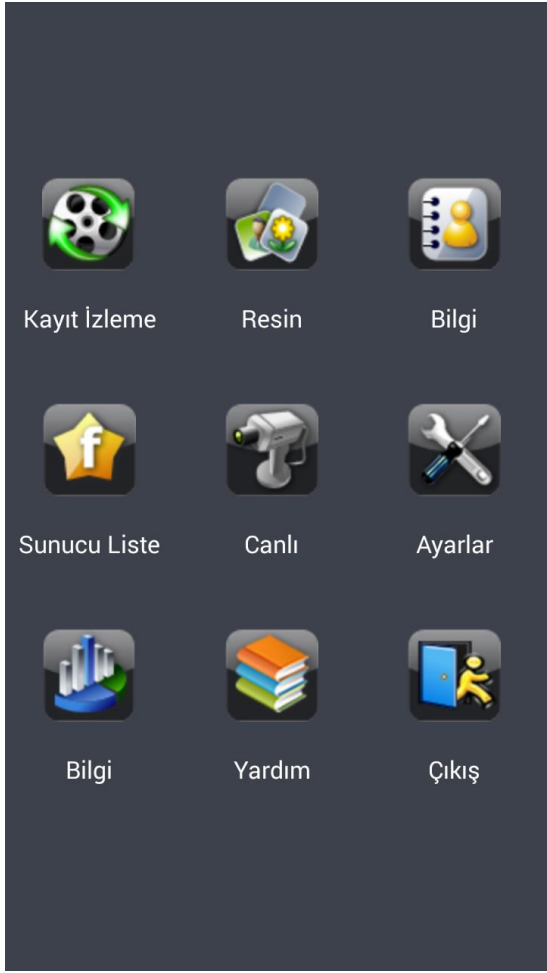 Kayıt İzleme
Resin
Bilgi
f
Sunucu Liste
Canlı
Ayarlar
Bilgi
Yardım
Çıkış